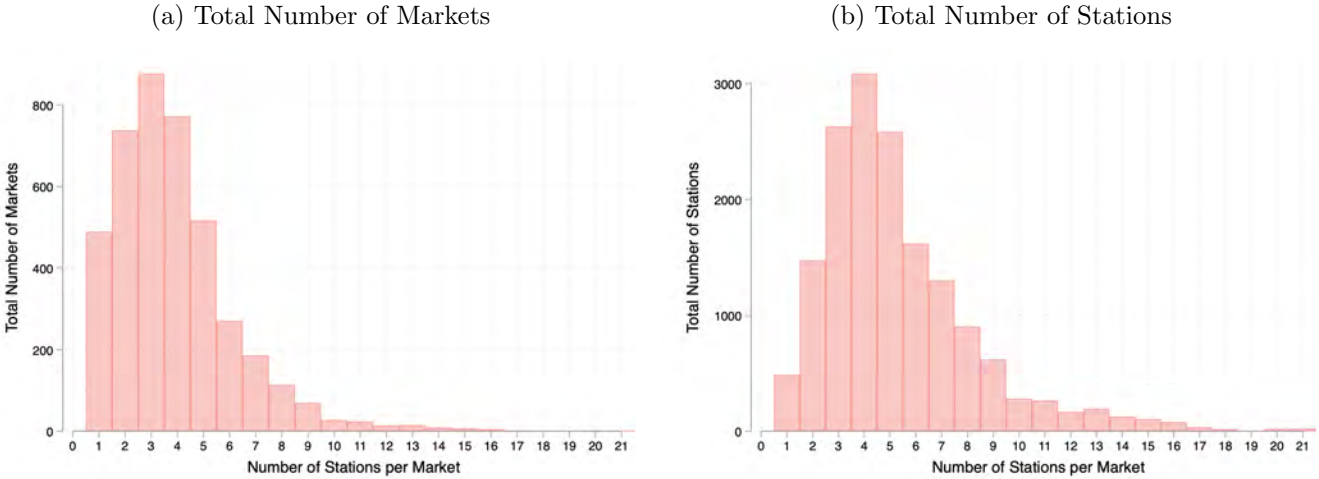 (a) Total Number of Markets
800
600
400
200
0
Total Number of Markets
0 1 2 3 4 5 6 7 8 9 10 11 12 13 14 15 16 17 18 19 20 21
Number of Stations per Market
(b) Total Number of Stations
3000
2000
1000
0
Total Number of Stations
0 1 2 3 4 5 6 7 8 9 10 11 12 13 14 15 16 17 18 19 20 21
Number of Stations per Market